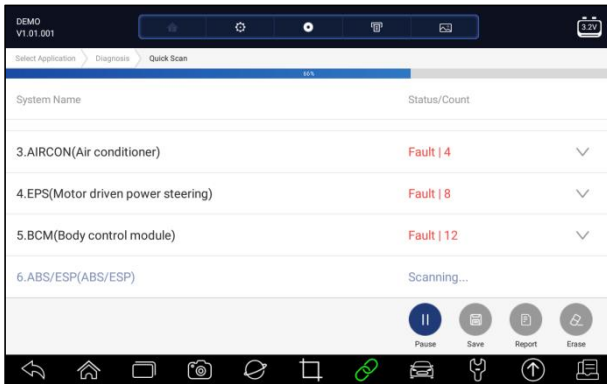 DEMO
V1.01.001
3.2V
Select Application Diagnosis Quick Scan
66%
System Name Status/Count
3.AIRCON(Air conditioner) Fault | 4
4.EPS(Motor driven power steering) Fault | 8
5.BCM(Body control module) Fault | 12
6.ABS/ESP(ABS/ESP) Scanning...
Pause Save Report Erase